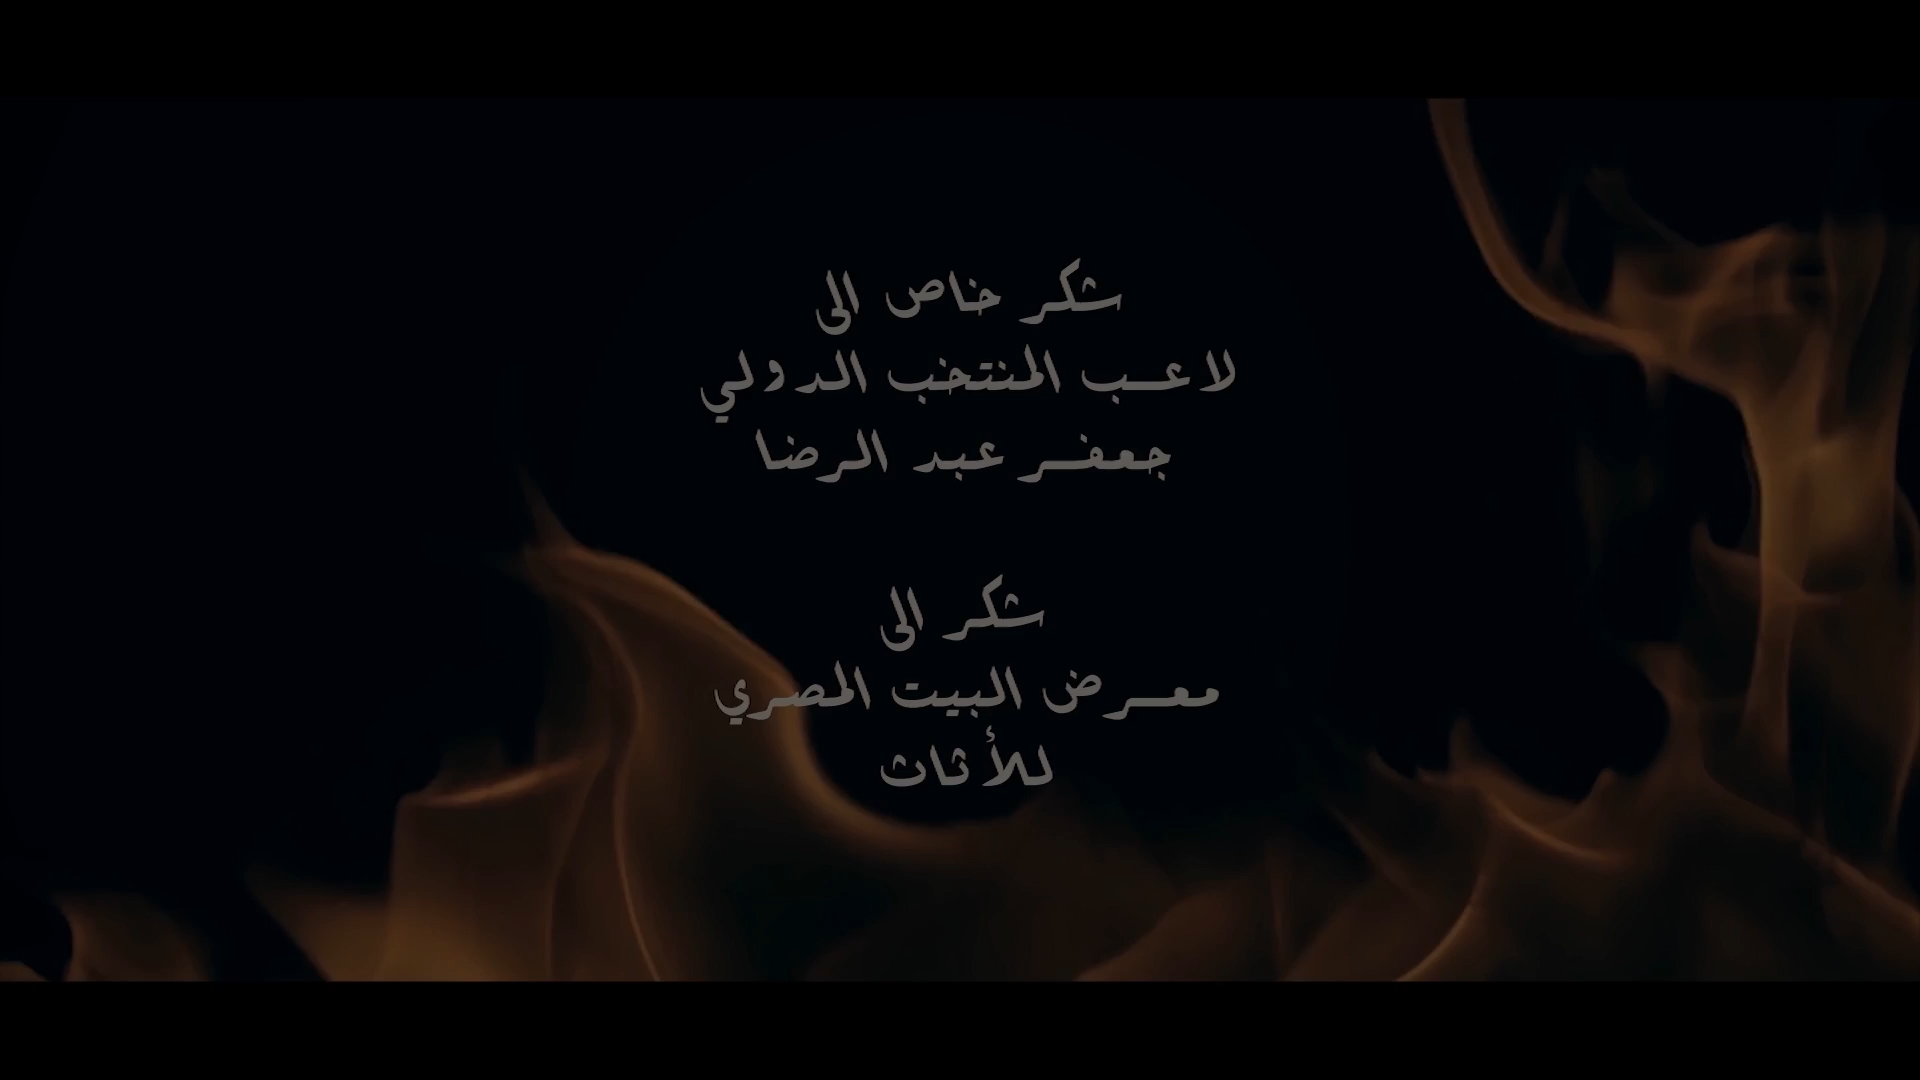 شكر خاص الى
لاعب المنتخب الدولي
جعفر عبد الرضا
شكر الى
معرض البيت المصري
للأثاث